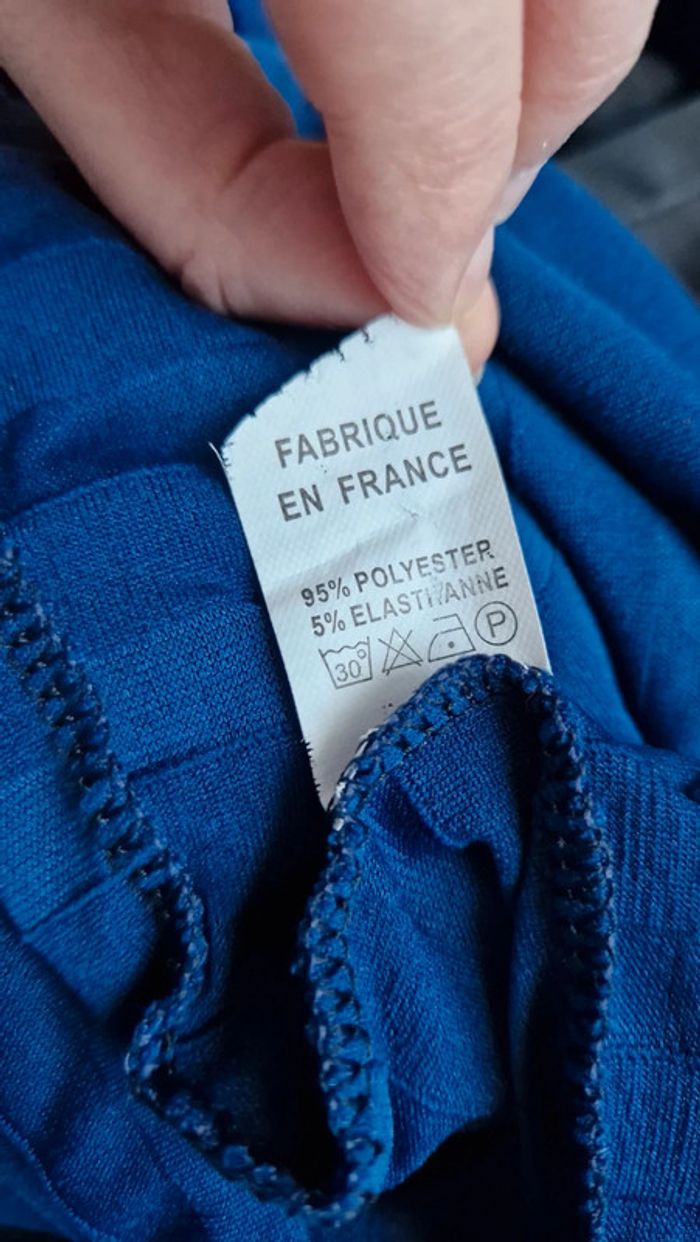 FABRIQUE
EN FRANCE
95% POLYESTER
5% ELASTHANNE
30° P